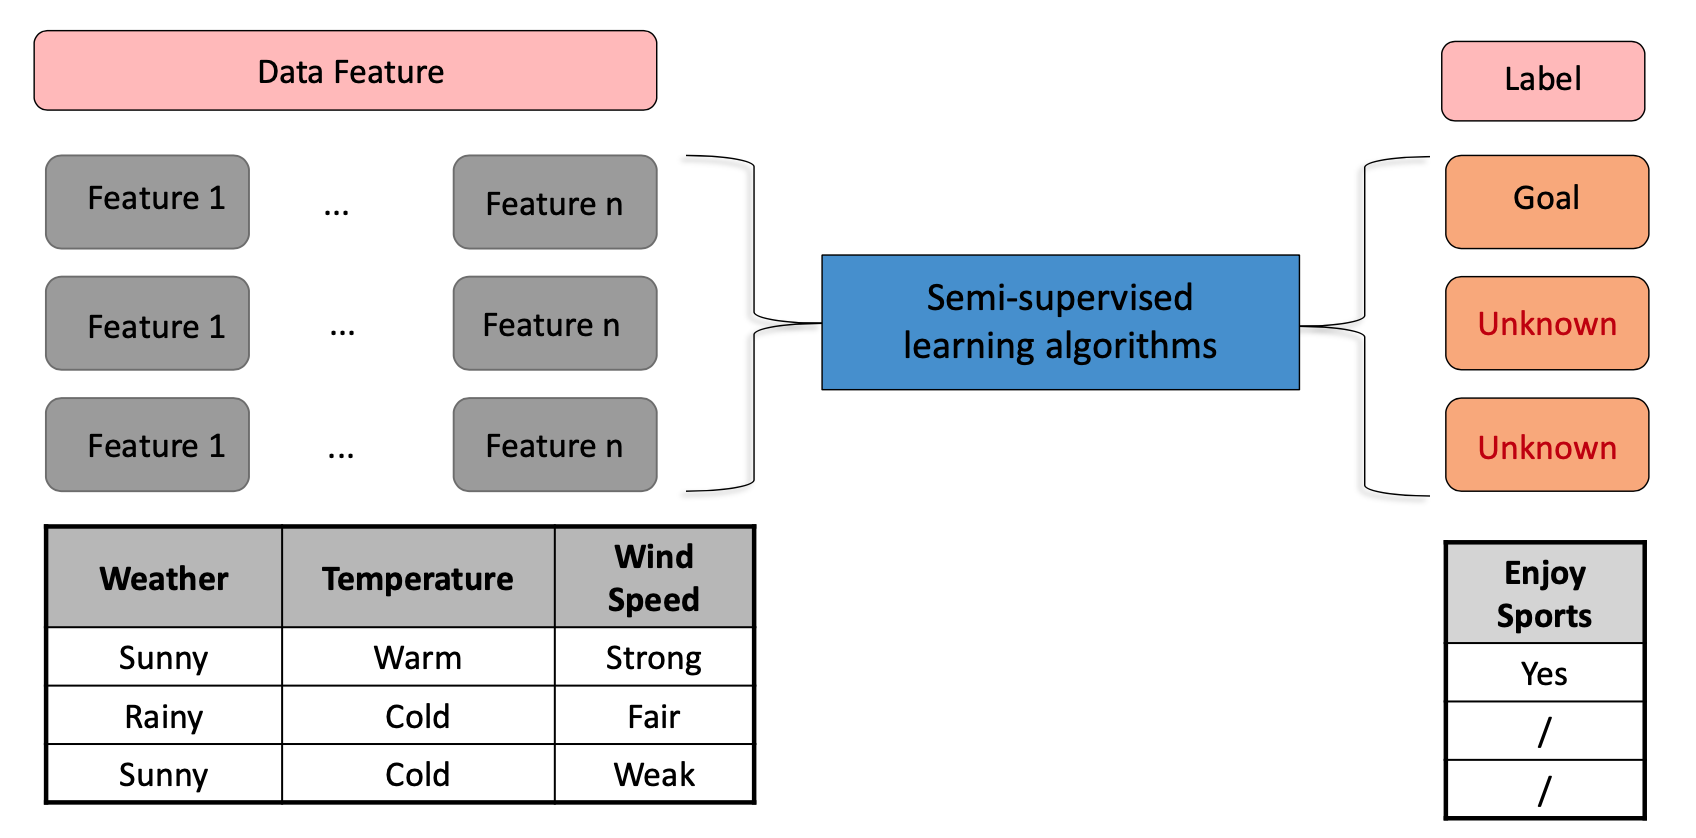 Data Feature
Label
Feature 1 ... Feature n
Goal
Feature 1 ... Feature n
Unknown
Feature 1 ... Feature n
Unknown
Semi-supervised
learning algorithms
Weather Temperature Wind
Speed
Sunny Warm Strong
Rainy Cold Fair
Sunny Cold Weak
Enjoy
Sports
Yes
/
/